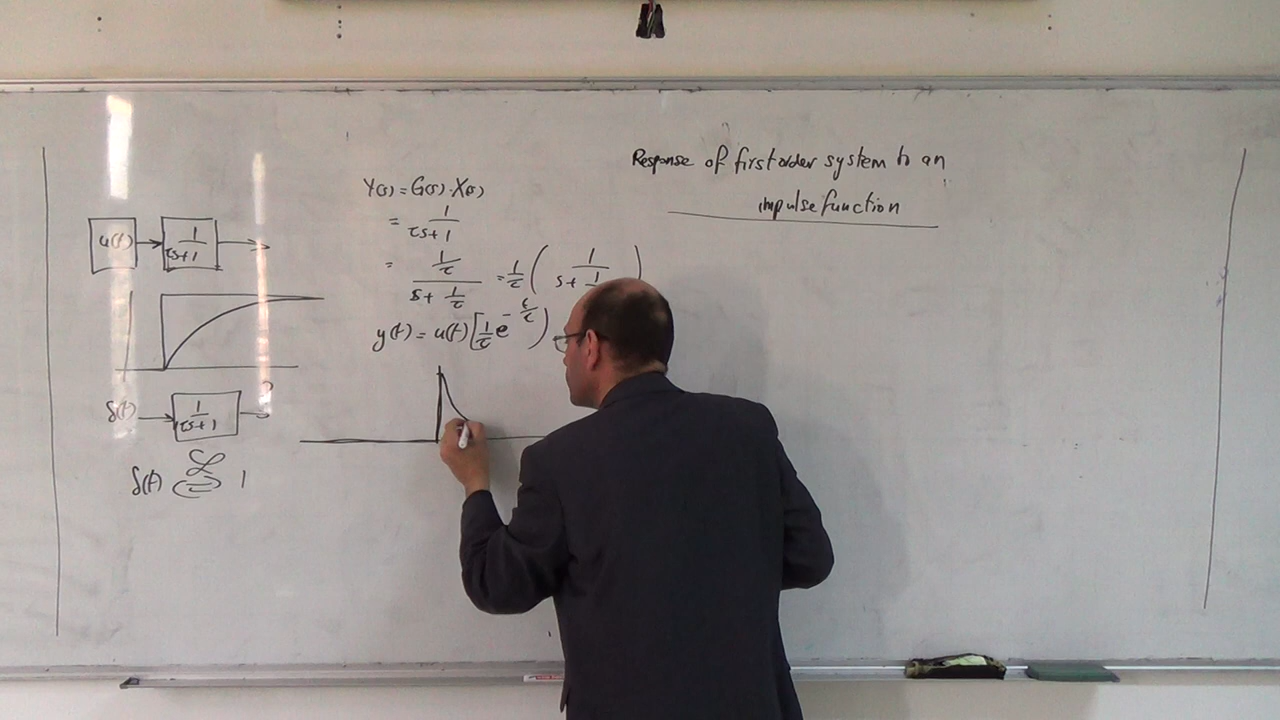 Response of first order system to an
impulse function
u(t) → 1/(τs+1) →
δ(t) → 1/(τs+1) → ?
δ(t) ℒ ⇌ 1
Y(s) = G(s) · X(s)
= 1/(τs+1)
= (1/τ)/(s + 1/τ) = 1/τ ( 1/(s + 1/
y(t) = u(t) [1/τ e^(-t/τ))